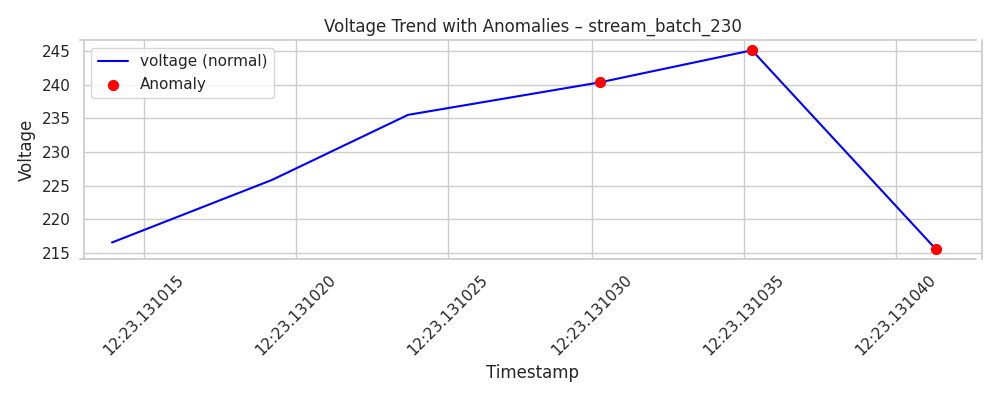 Voltage Trend with Anomalies – stream_batch_230
voltage (normal)
Anomaly
Voltage
245
240
235
230
225
220
215
12:23.131015
12:23.131020
12:23.131025
12:23.131030
12:23.131035
12:23.131040
Timestamp